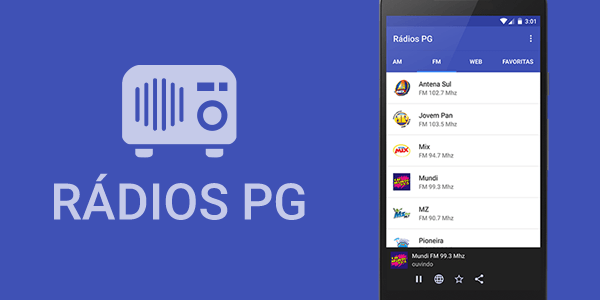 RÁDIOS PG
3:01
Rádios PG
AM FM WEB FAVORITAS
Antena Sul
FM 102.7 Mhz
Jovem Pan
FM 103.5 Mhz
MIX
Mix
FM 94.7 Mhz
Mundi
FM 99.3 Mhz
MZ
FM 90.7 Mhz
Pioneira
Mundi FM 99.3 Mhz
ouvindo